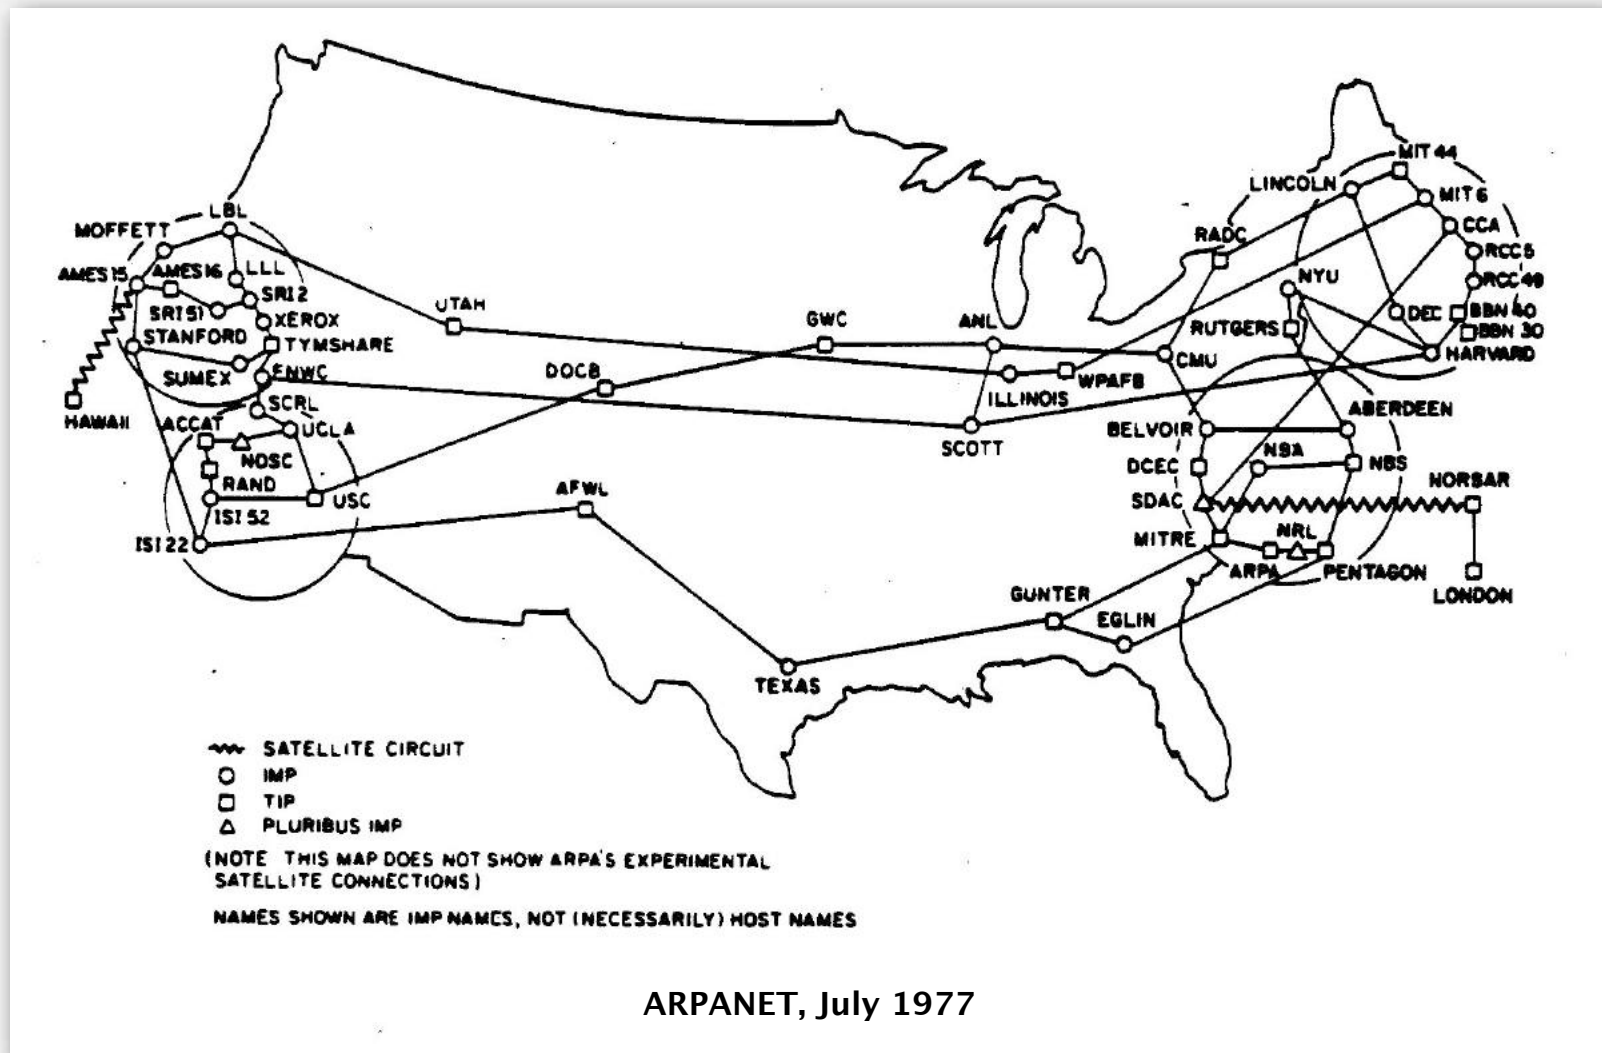 MIT 44
LINCOLN
MIT 6
LBL
MOFFETT
CCA
RADC
RCC 5
AMES 15
AMES 16
LLL
NYU
RCC 49
SRI 2
UTAH
SRI 51
XEROX
GWC
ANL
RUTGERS
DEC
BBN 40
BBN 30
STANFORD
TYMSHARE
HARVARD
CMU
SUMEX
DOCB
WPAFB
FNWC
ILLINOIS
SCRL
HAWAII
ACCAT
UCLA
ABERDEEN
BELVOIR
SCOTT
NSA
NOSC
DCEC
NBS
RAND
AFWL
NORSAR
USC
SDAC
ISI 52
NRL
MITRE
ISI 22
ARPA
PENTAGON
GUNTER
LONDON
EGLIN
TEXAS
SATELLITE CIRCUIT
IMP
TIP
PLURIBUS IMP
(NOTE THIS MAP DOES NOT SHOW ARPA'S EXPERIMENTAL
SATELLITE CONNECTIONS)
NAMES SHOWN ARE IMP NAMES, NOT (NECESSARILY) HOST NAMES
ARPANET, July 1977